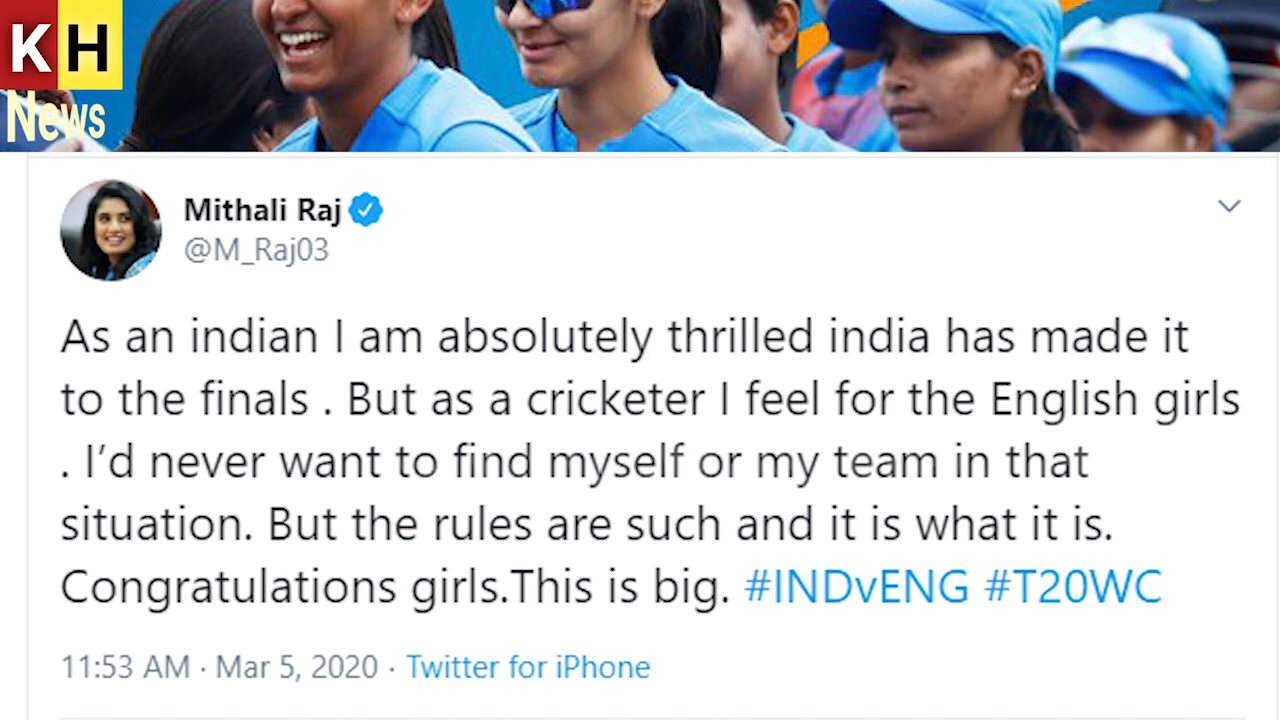 KH
News
Mithali Raj
@M_Raj03
As an indian I am absolutely thrilled india has made it
to the finals . But as a cricketer I feel for the English girls
. I’d never want to find myself or my team in that
situation. But the rules are such and it is what it is.
Congratulations girls.This is big. #INDvENG #T20WC
11:53 AM · Mar 5, 2020 · Twitter for iPhone